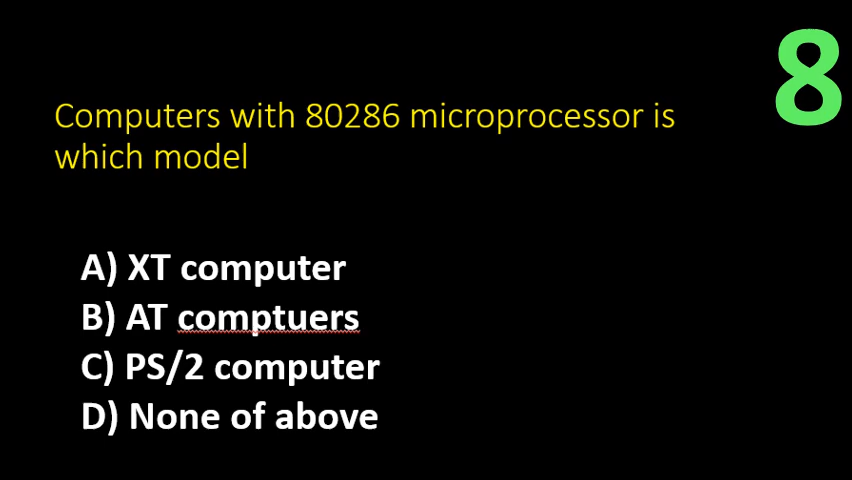 8
Computers with 80286 microprocessor is
which model
A) XT computer
B) AT comptuers
C) PS/2 computer
D) None of above